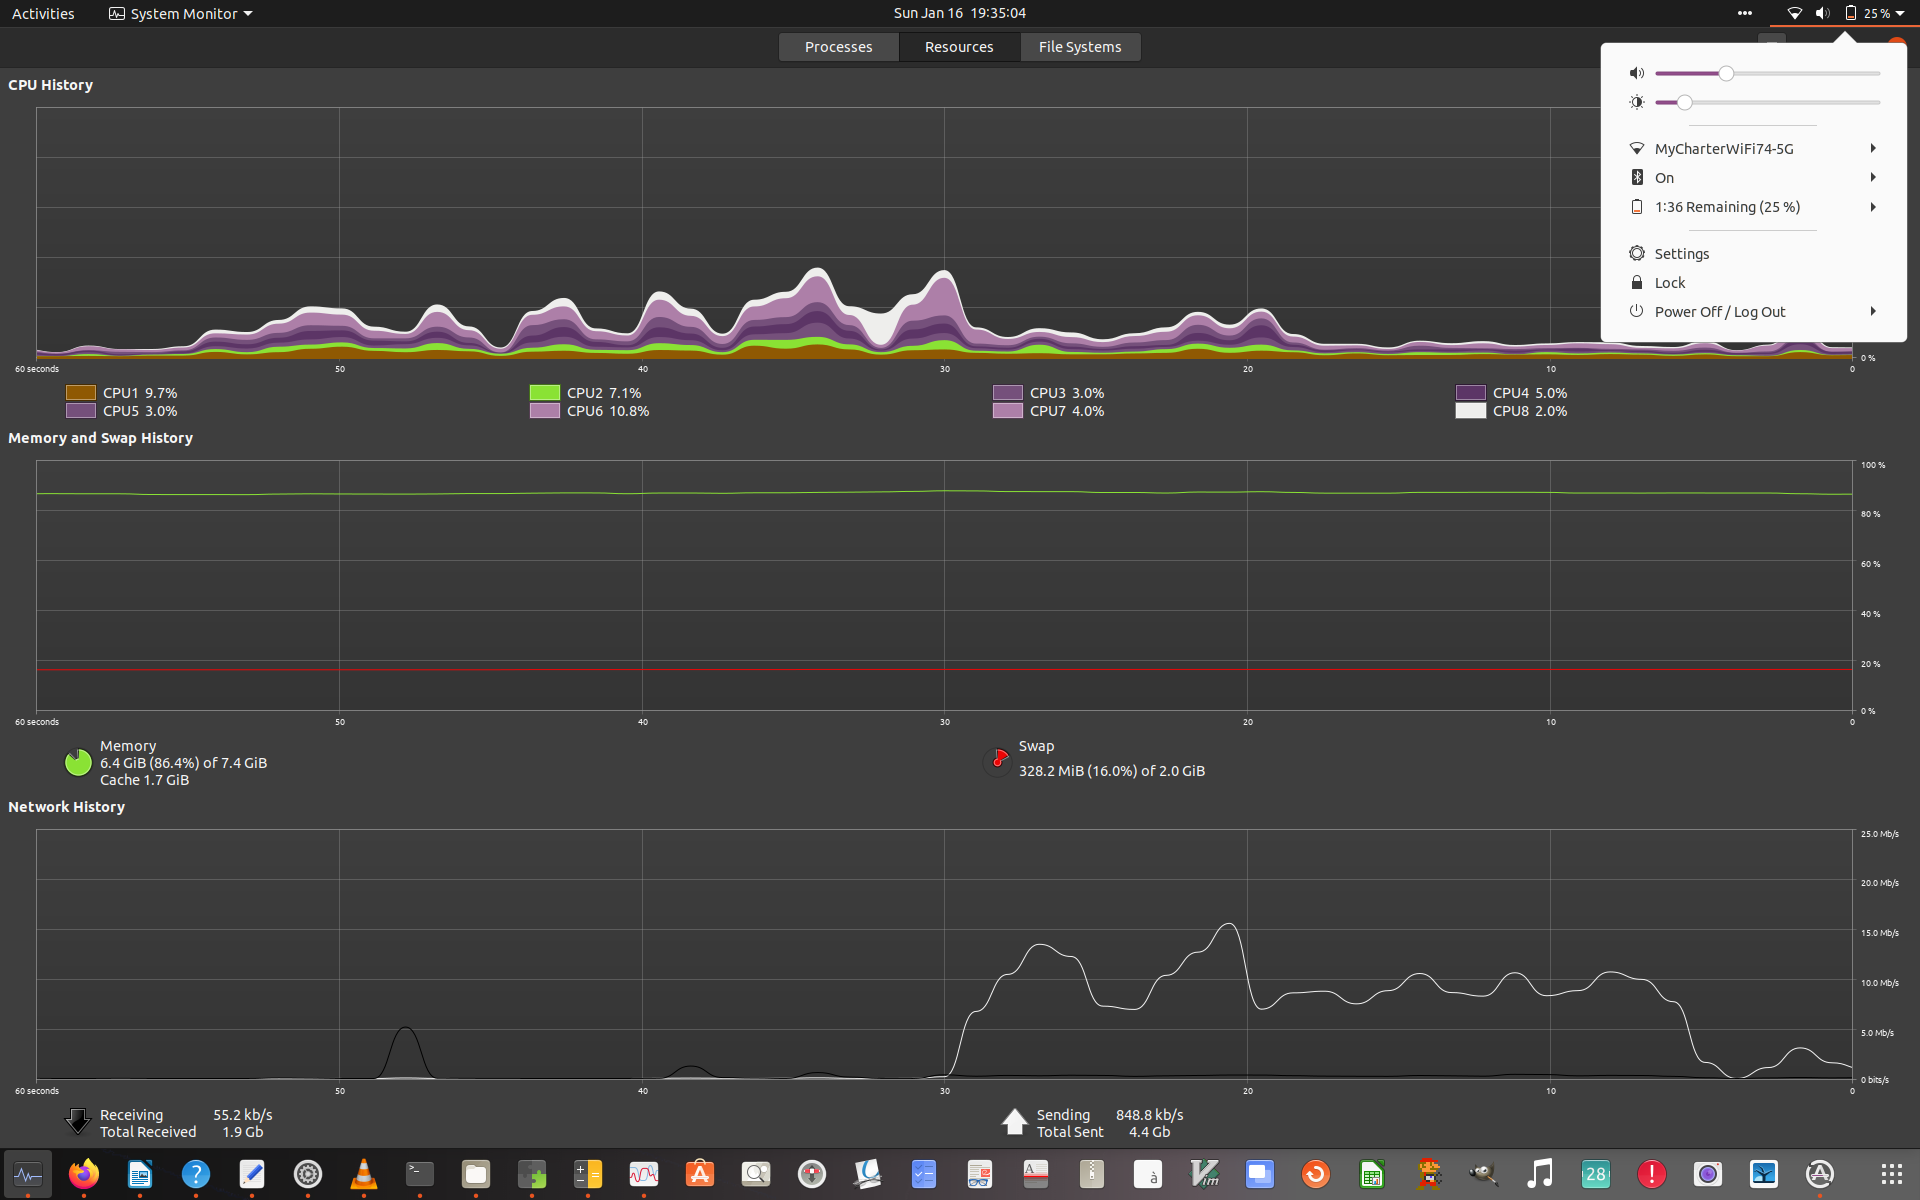 Activities
System Monitor
Sun Jan 16 19:35:04
25 %
Processes
Resources
File Systems
MyCharterWiFi74-5G
On
1:36 Remaining (25 %)
Settings
Lock
Power Off / Log Out
CPU History
0 %
60 seconds 50 40 30 20 10 0
CPU1 9.7% CPU2 7.1% CPU3 3.0% CPU4 5.0%
CPU5 3.0% CPU6 10.8% CPU7 4.0% CPU8 2.0%
Memory and Swap History
100 %
80 %
60 %
40 %
20 %
0 %
60 seconds 50 40 30 20 10 0
Memory
6.4 GiB (86.4%) of 7.4 GiB
Cache 1.7 GiB
Swap
328.2 MiB (16.0%) of 2.0 GiB
Network History
25.0 Mb/s
20.0 Mb/s
15.0 Mb/s
10.0 Mb/s
5.0 Mb/s
0 bits/s
60 seconds 50 40 30 20 10 0
Receiving 55.2 kb/s
Total Received 1.9 Gb
Sending 848.8 kb/s
Total Sent 4.4 Gb
?
>_
A
à
Vim
28
!